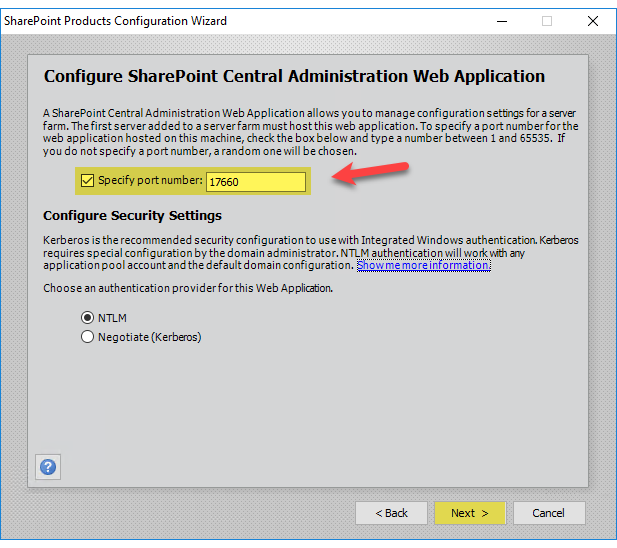 SharePoint Products Configuration Wizard
Configure SharePoint Central Administration Web Application
A SharePoint Central Administration Web Application allows you to manage configuration settings for a server
farm. The first server added to a server farm must host this web application. To specify a port number for the
web application hosted on this machine, check the box below and type a number between 1 and 65535. If
you do not specify a port number, a random one will be chosen.
Specify port number: 17660
Configure Security Settings
Kerberos is the recommended security configuration to use with Integrated Windows authentication. Kerberos
requires special configuration by the domain administrator. NTLM authentication will work with any
application pool account and the default domain configuration. Show me more information.
Choose an authentication provider for this Web Application.
NTLM
Negotiate (Kerberos)
?
< Back Next > Cancel